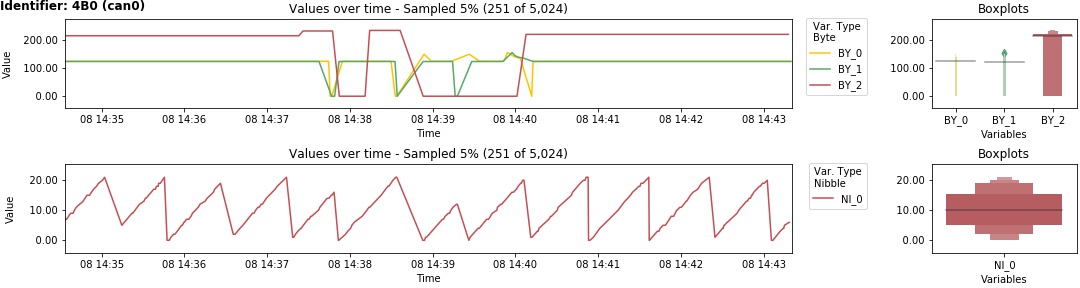 Identifier: 4B0 (can0)
Values over time - Sampled 5% (251 of 5,024)
Value
200.00
100.00
0.00
08 14:35 08 14:36 08 14:37 08 14:38 08 14:39 08 14:40 08 14:41 08 14:42 08 14:43
Time
Var. Type
Byte
BY_0
BY_1
BY_2
Boxplots
200.00
100.00
0.00
BY_0 BY_1 BY_2
Variables
Values over time - Sampled 5% (251 of 5,024)
Value
20.00
10.00
0.00
08 14:35 08 14:36 08 14:37 08 14:38 08 14:39 08 14:40 08 14:41 08 14:42 08 14:43
Time
Var. Type
Nibble
NI_0
Boxplots
20.00
10.00
0.00
NI_0
Variables